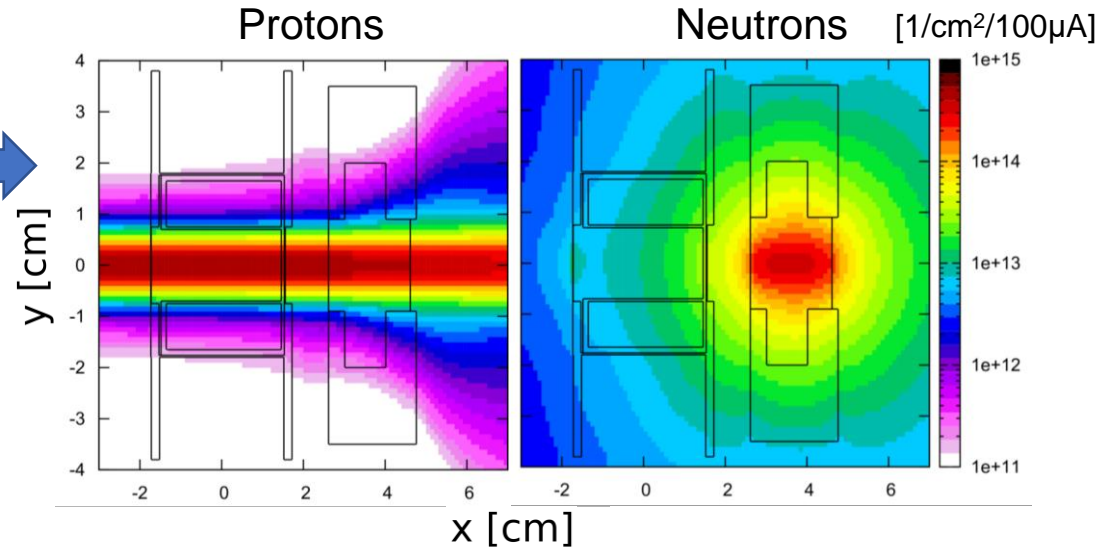 Protons
Neutrons
[1/cm²/100µA]
4
3
2
1
0
-1
-2
-3
-4
y [cm]
-2 0 2 4 6
-2 0 2 4 6
x [cm]
1e+15
1e+14
1e+13
1e+12
1e+11